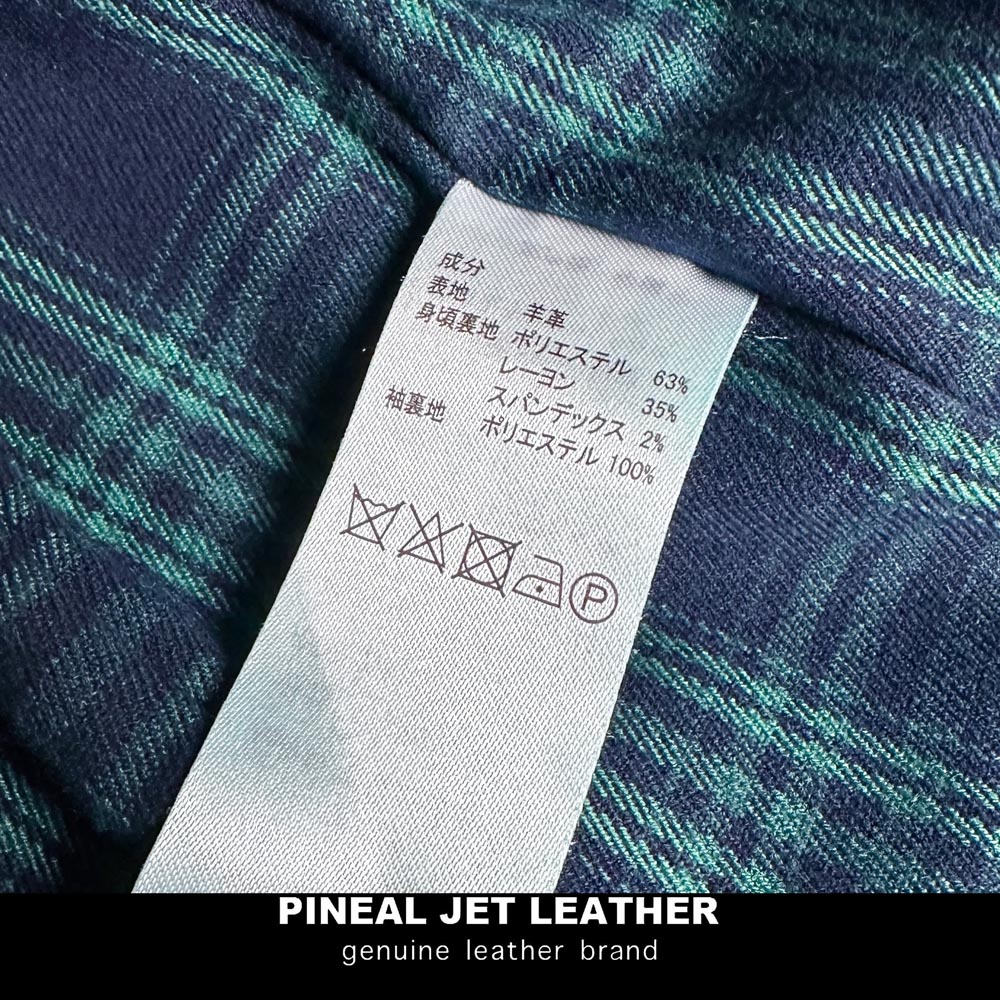 成分
表地 羊革
身頃裏地 ポリエステル 63%
レーヨン 35%
スパンデックス 2%
袖裏地 ポリエステル 100%
P
PINEAL JET LEATHER
genuine leather brand